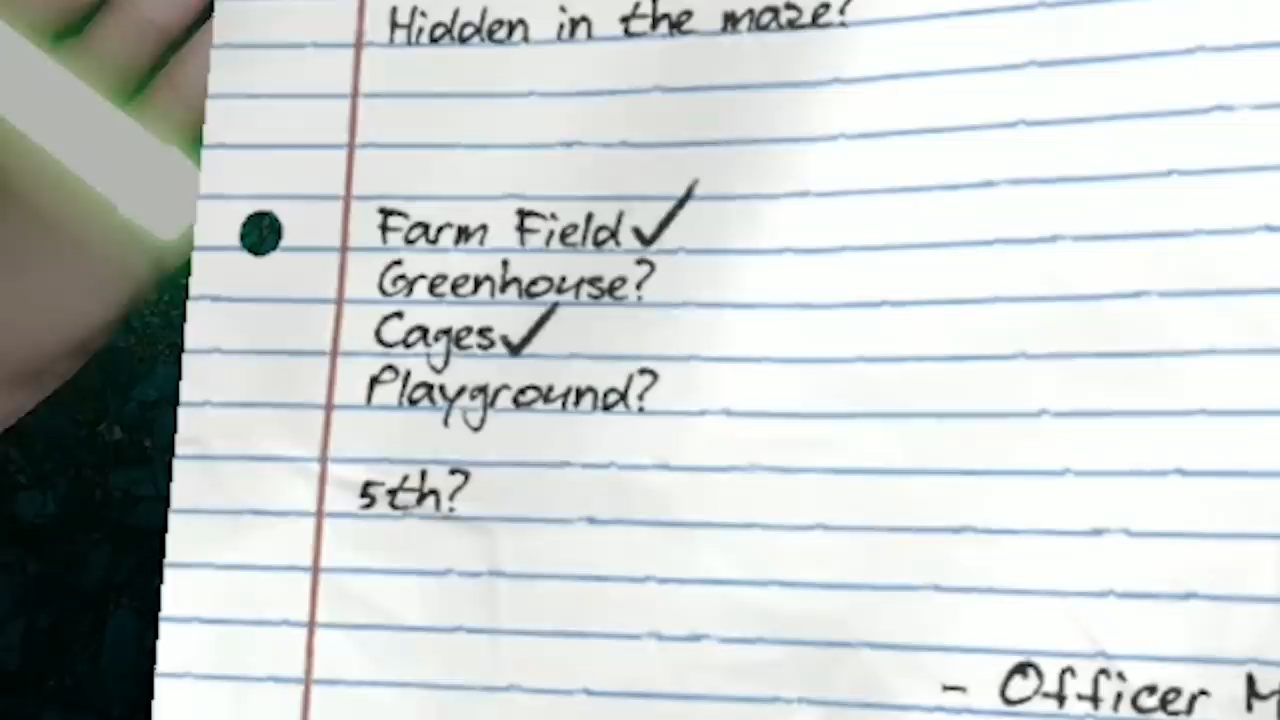 Hidden in the maze?
Farm Field✓
Greenhouse?
Cages✓
Playground?
5th?
- Officer M